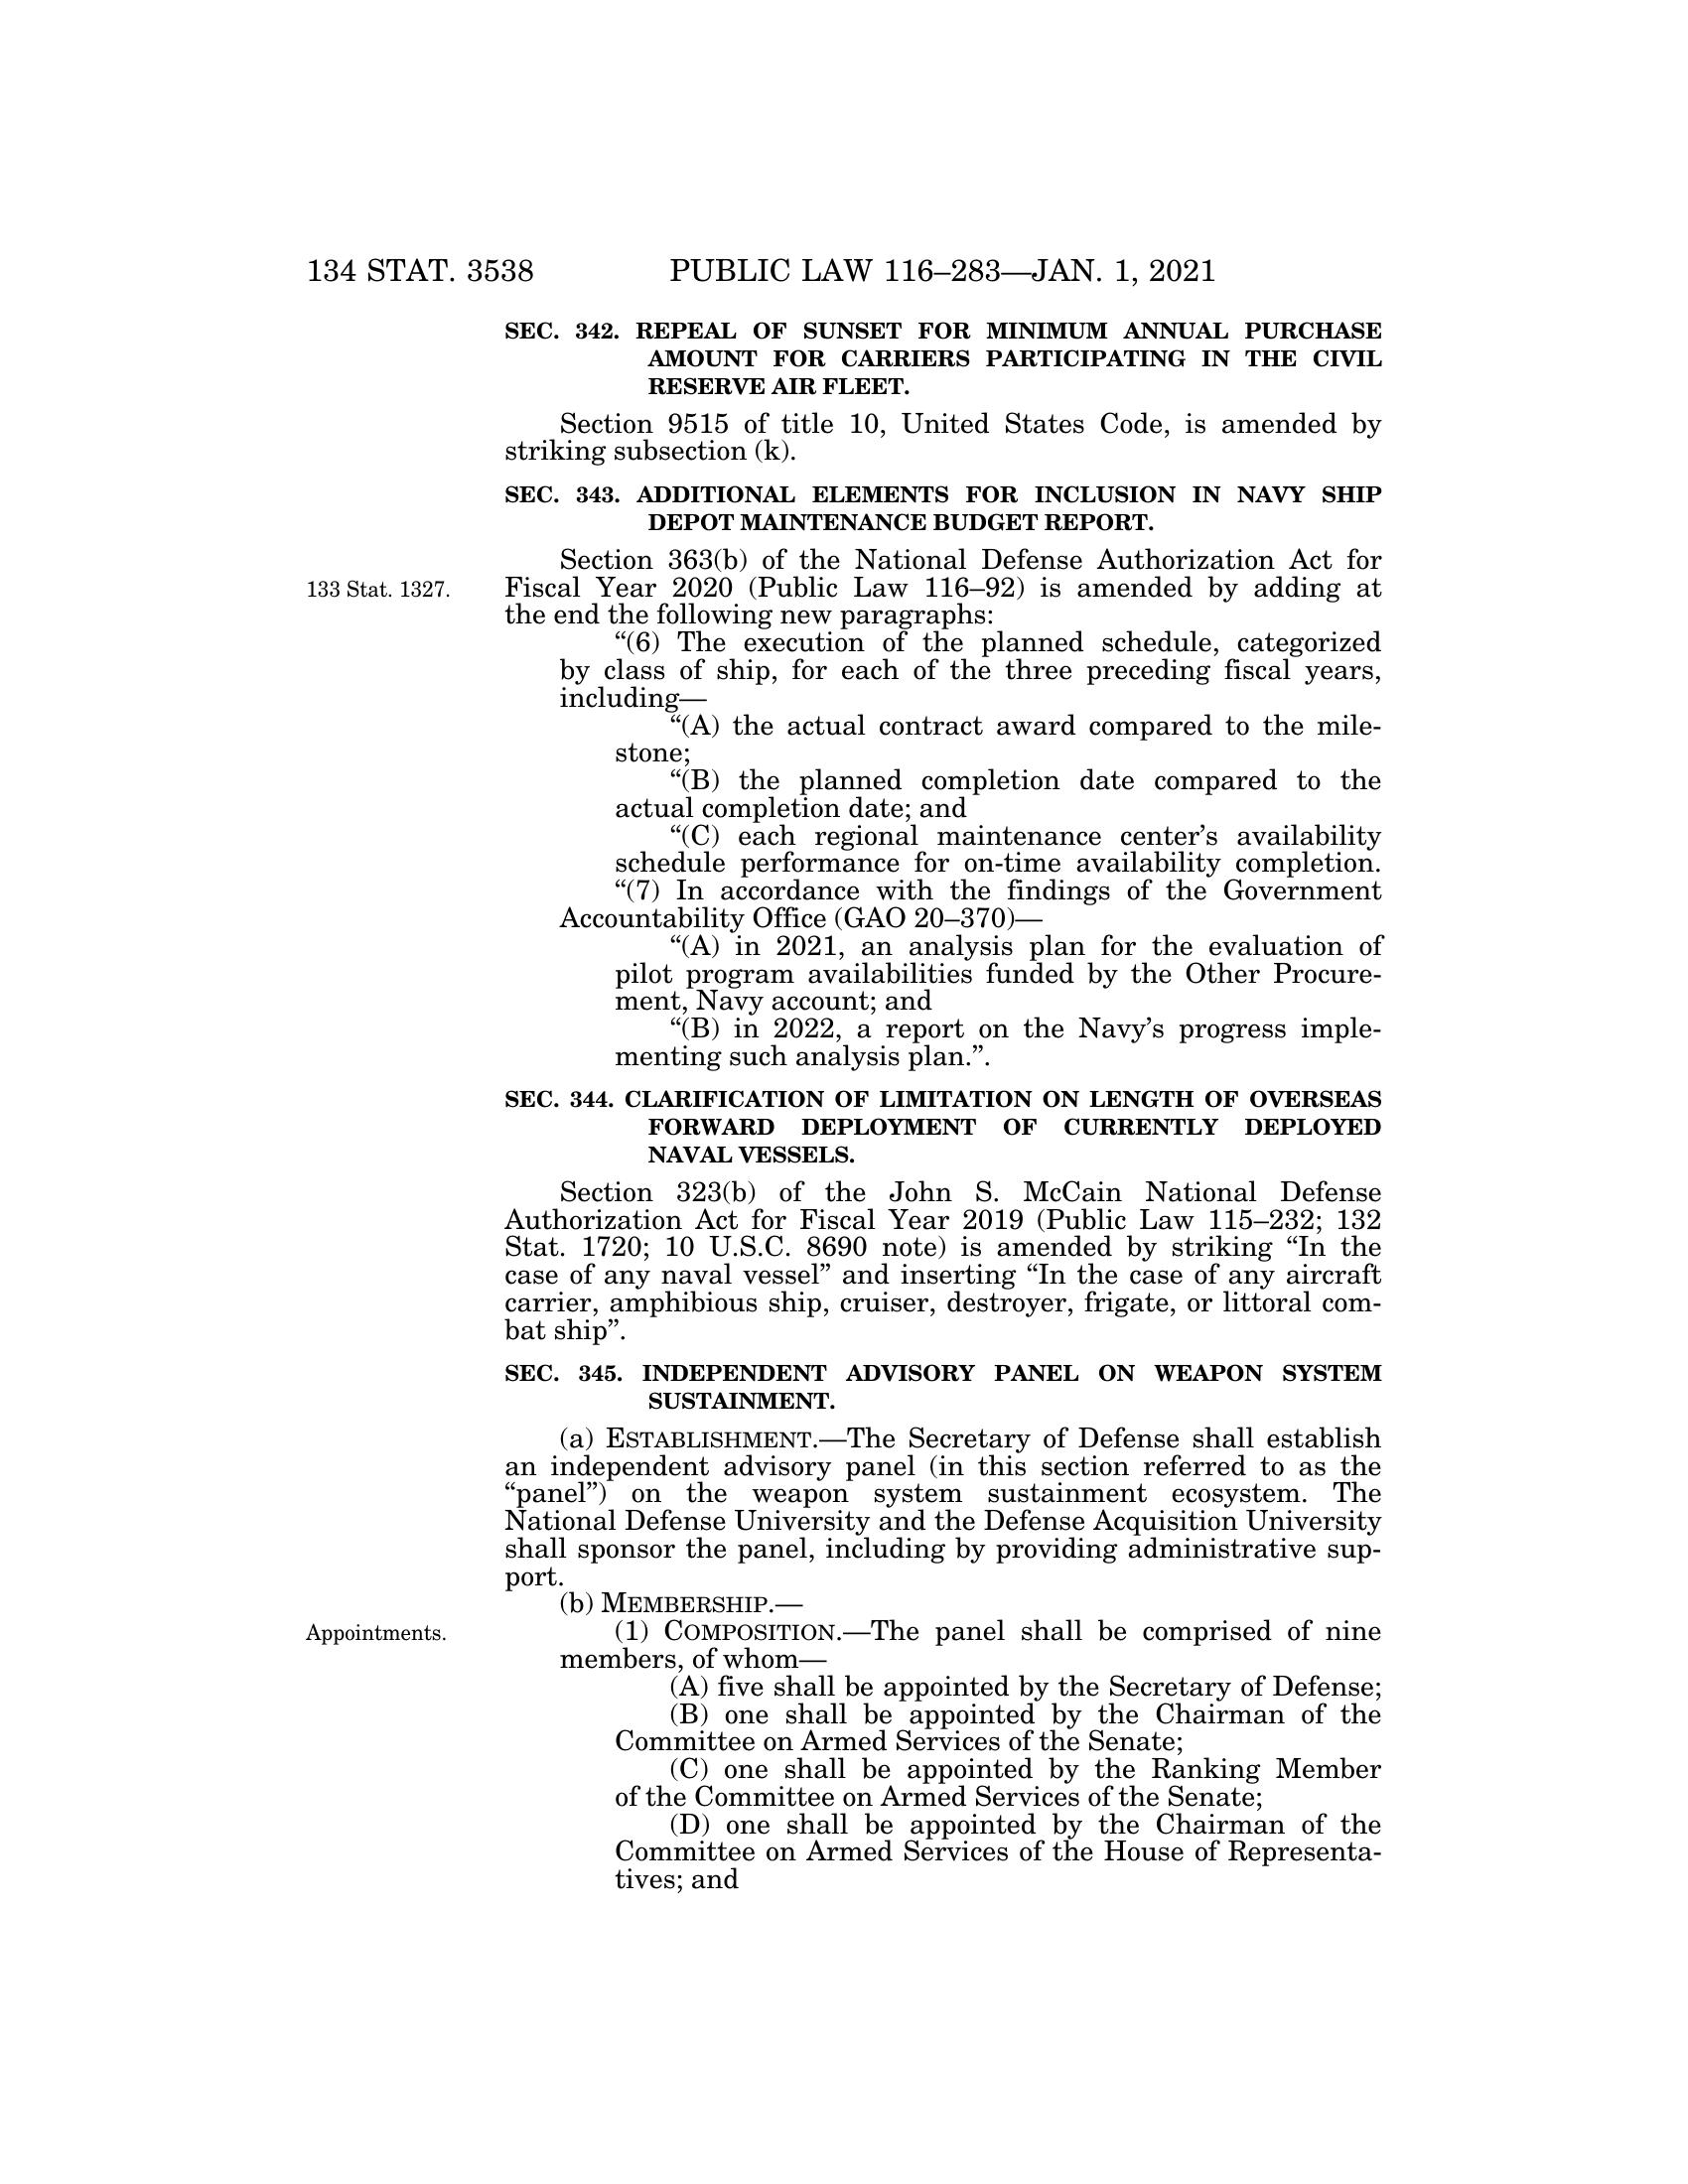 134 STAT. 3538 PUBLIC LAW 116–283—JAN. 1, 2021
SEC. 342. REPEAL OF SUNSET FOR MINIMUM ANNUAL PURCHASE
AMOUNT FOR CARRIERS PARTICIPATING IN THE CIVIL
RESERVE AIR FLEET.
Section 9515 of title 10, United States Code, is amended by
striking subsection (k).
SEC. 343. ADDITIONAL ELEMENTS FOR INCLUSION IN NAVY SHIP
DEPOT MAINTENANCE BUDGET REPORT.
Section 363(b) of the National Defense Authorization Act for
133 Stat. 1327.
Fiscal Year 2020 (Public Law 116–92) is amended by adding at
the end the following new paragraphs:
“(6) The execution of the planned schedule, categorized
by class of ship, for each of the three preceding fiscal years,
including—
“(A) the actual contract award compared to the mile-
stone;
“(B) the planned completion date compared to the
actual completion date; and
“(C) each regional maintenance center’s availability
schedule performance for on-time availability completion.
“(7) In accordance with the findings of the Government
Accountability Office (GAO 20–370)—
“(A) in 2021, an analysis plan for the evaluation of
pilot program availabilities funded by the Other Procure-
ment, Navy account; and
“(B) in 2022, a report on the Navy’s progress imple-
menting such analysis plan.”.
SEC. 344. CLARIFICATION OF LIMITATION ON LENGTH OF OVERSEAS
FORWARD DEPLOYMENT OF CURRENTLY DEPLOYED
NAVAL VESSELS.
Section 323(b) of the John S. McCain National Defense
Authorization Act for Fiscal Year 2019 (Public Law 115–232; 132
Stat. 1720; 10 U.S.C. 8690 note) is amended by striking “In the
case of any naval vessel” and inserting “In the case of any aircraft
carrier, amphibious ship, cruiser, destroyer, frigate, or littoral com-
bat ship”.
SEC. 345. INDEPENDENT ADVISORY PANEL ON WEAPON SYSTEM
SUSTAINMENT.
(a) ESTABLISHMENT.—The Secretary of Defense shall establish
an independent advisory panel (in this section referred to as the
“panel”) on the weapon system sustainment ecosystem. The
National Defense University and the Defense Acquisition University
shall sponsor the panel, including by providing administrative sup-
port.
(b) MEMBERSHIP.—
Appointments.
(1) COMPOSITION.—The panel shall be comprised of nine
members, of whom—
(A) five shall be appointed by the Secretary of Defense;
(B) one shall be appointed by the Chairman of the
Committee on Armed Services of the Senate;
(C) one shall be appointed by the Ranking Member
of the Committee on Armed Services of the Senate;
(D) one shall be appointed by the Chairman of the
Committee on Armed Services of the House of Representa-
tives; and